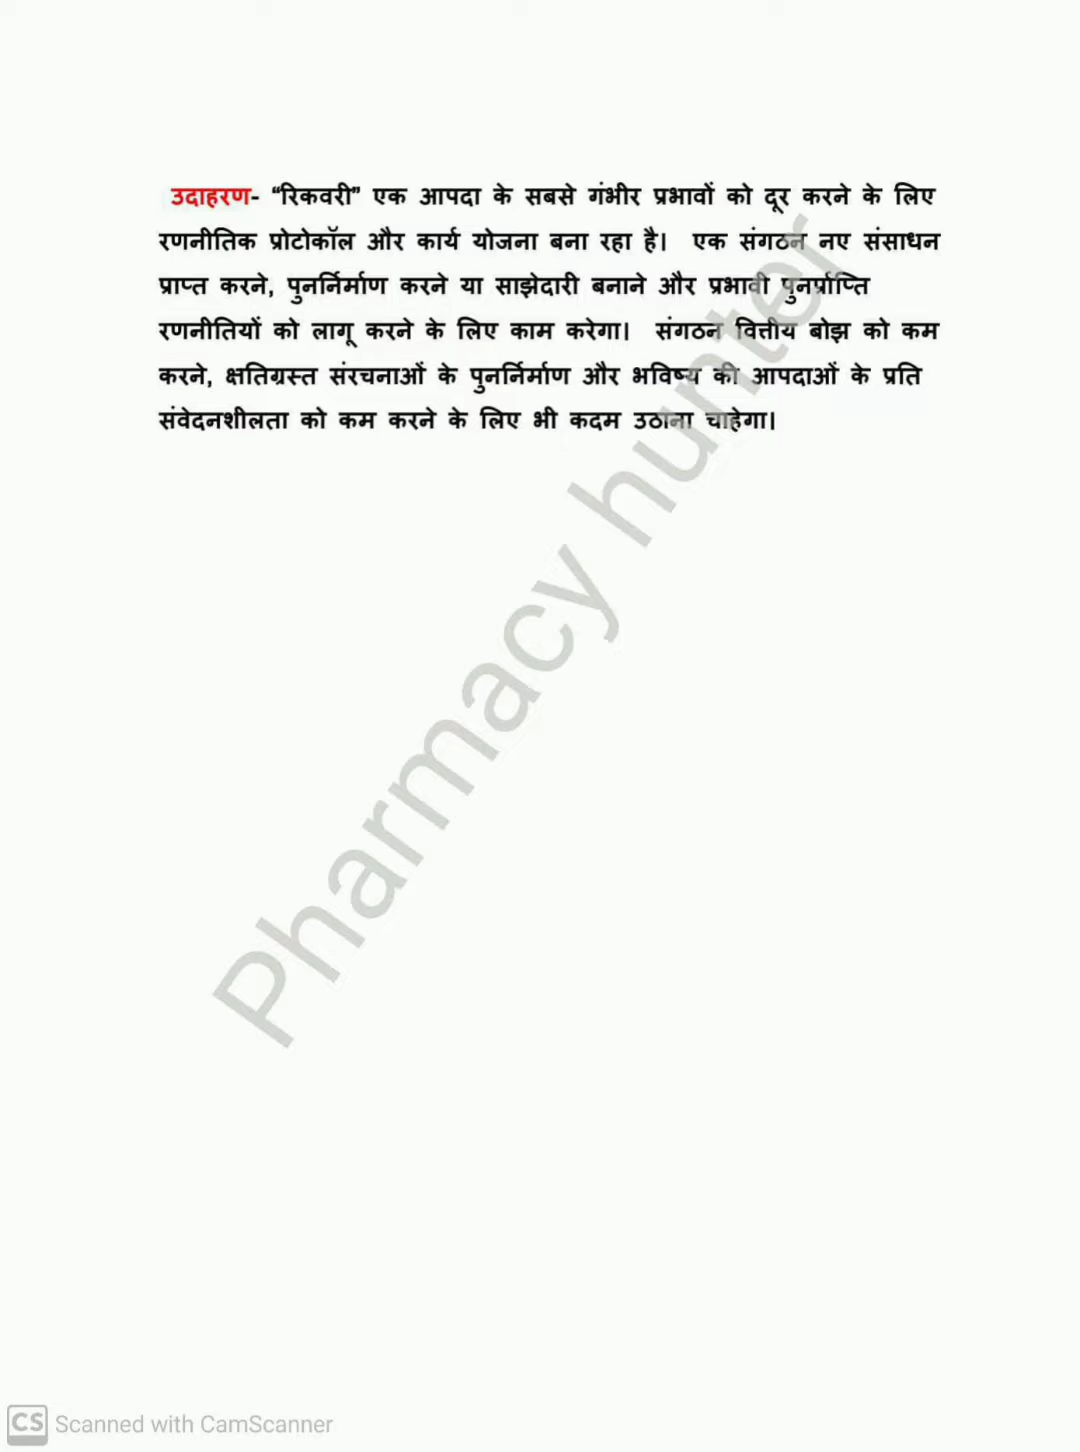 उदाहरण- “रिकवरी” एक आपदा के सबसे गंभीर प्रभावों को दूर करने के लिए
रणनीतिक प्रोटोकॉल और कार्य योजना बना रहा है। एक संगठन नए संसाधन
प्राप्त करने, पुनर्निर्माण करने या साझेदारी बनाने और प्रभावी पुनर्प्राप्ति
रणनीतियों को लागू करने के लिए काम करेगा। संगठन वित्तीय बोझ को कम
करने, क्षतिग्रस्त संरचनाओं के पुनर्निर्माण और भविष्य की आपदाओं के प्रति
संवेदनशीलता को कम करने के लिए भी कदम उठाना चाहेगा।
Pharmacy hunter
CS Scanned with CamScanner